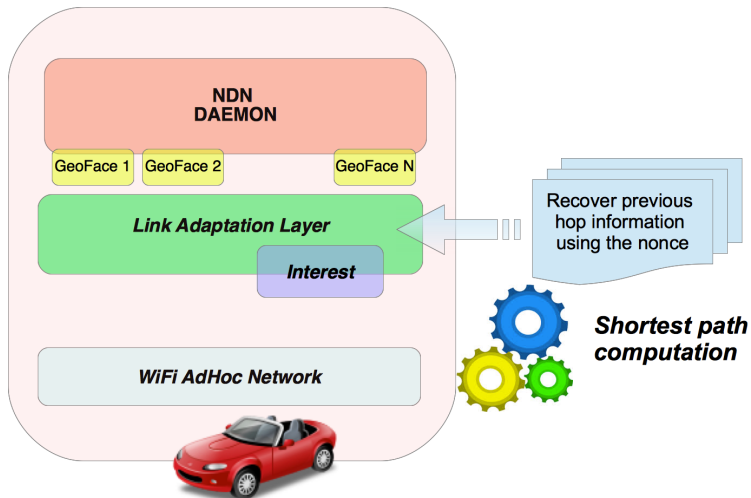 NDN
DAEMON
GeoFace 1
GeoFace 2
GeoFace N
Link Adaptation Layer
Interest
WiFi AdHoc Network
Recover previous
hop information
using the nonce
Shortest path
computation